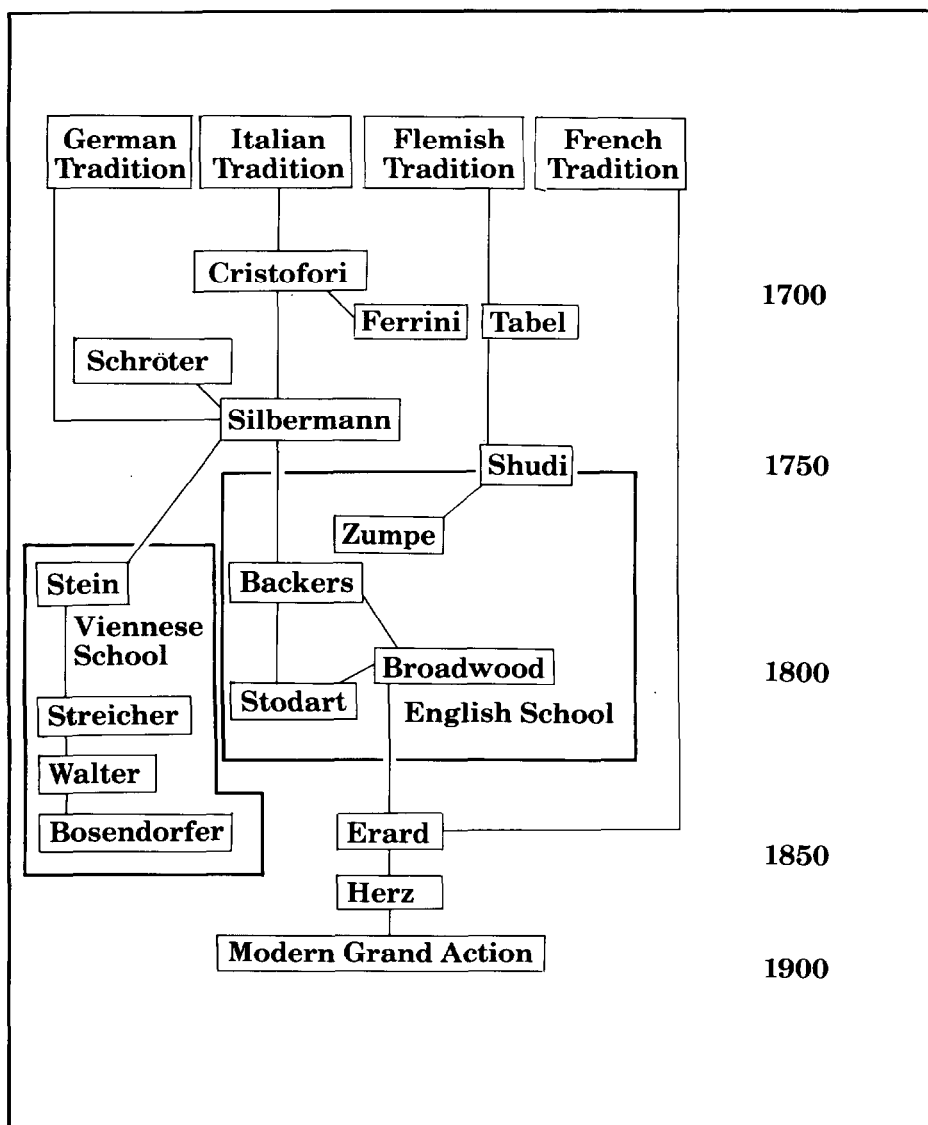 German
Tradition
Italian
Tradition
Flemish
Tradition
French
Tradition
Cristofori
1700
Ferrini
Tabel
Schröter
Silbermann
Shudi
1750
Zumpe
Stein
Backers
Viennese
School
Broadwood
1800
Stodart
English School
Streicher
Walter
Bosendorfer
Erard
1850
Herz
Modern Grand Action
1900